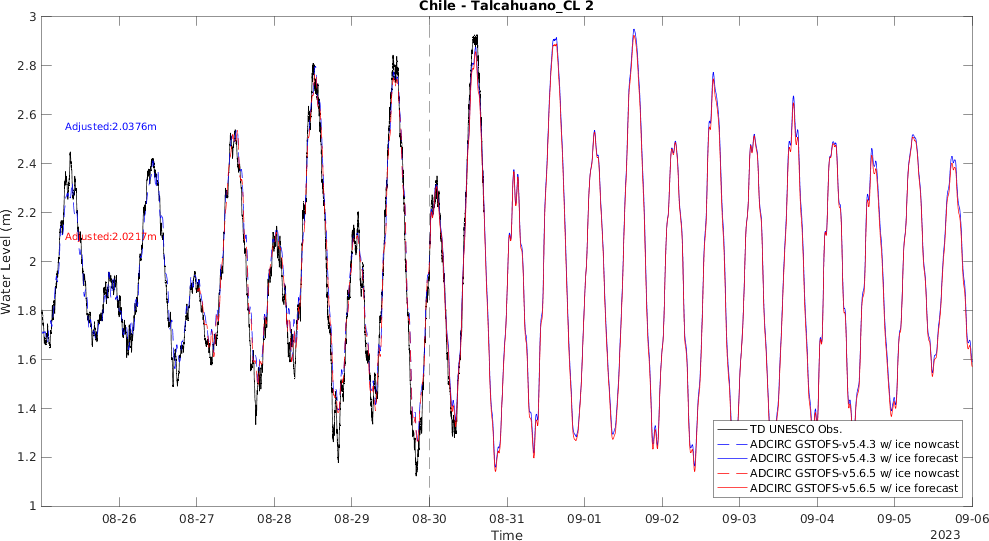 Chile - Talcahuano_CL 2
Water Level (m)
3
2.8
2.6
2.4
2.2
2
1.8
1.6
1.4
1.2
1
Adjusted:2.0376m
Adjusted:2.0217m
TD UNESCO Obs.
ADCIRC GSTOFS-v5.4.3 w/ ice nowcast
ADCIRC GSTOFS-v5.4.3 w/ ice forecast
ADCIRC GSTOFS-v5.6.5 w/ ice nowcast
ADCIRC GSTOFS-v5.6.5 w/ ice forecast
08-26 08-27 08-28 08-29 08-30 08-31 09-01 09-02 09-03 09-04 09-05 09-06
Time
2023